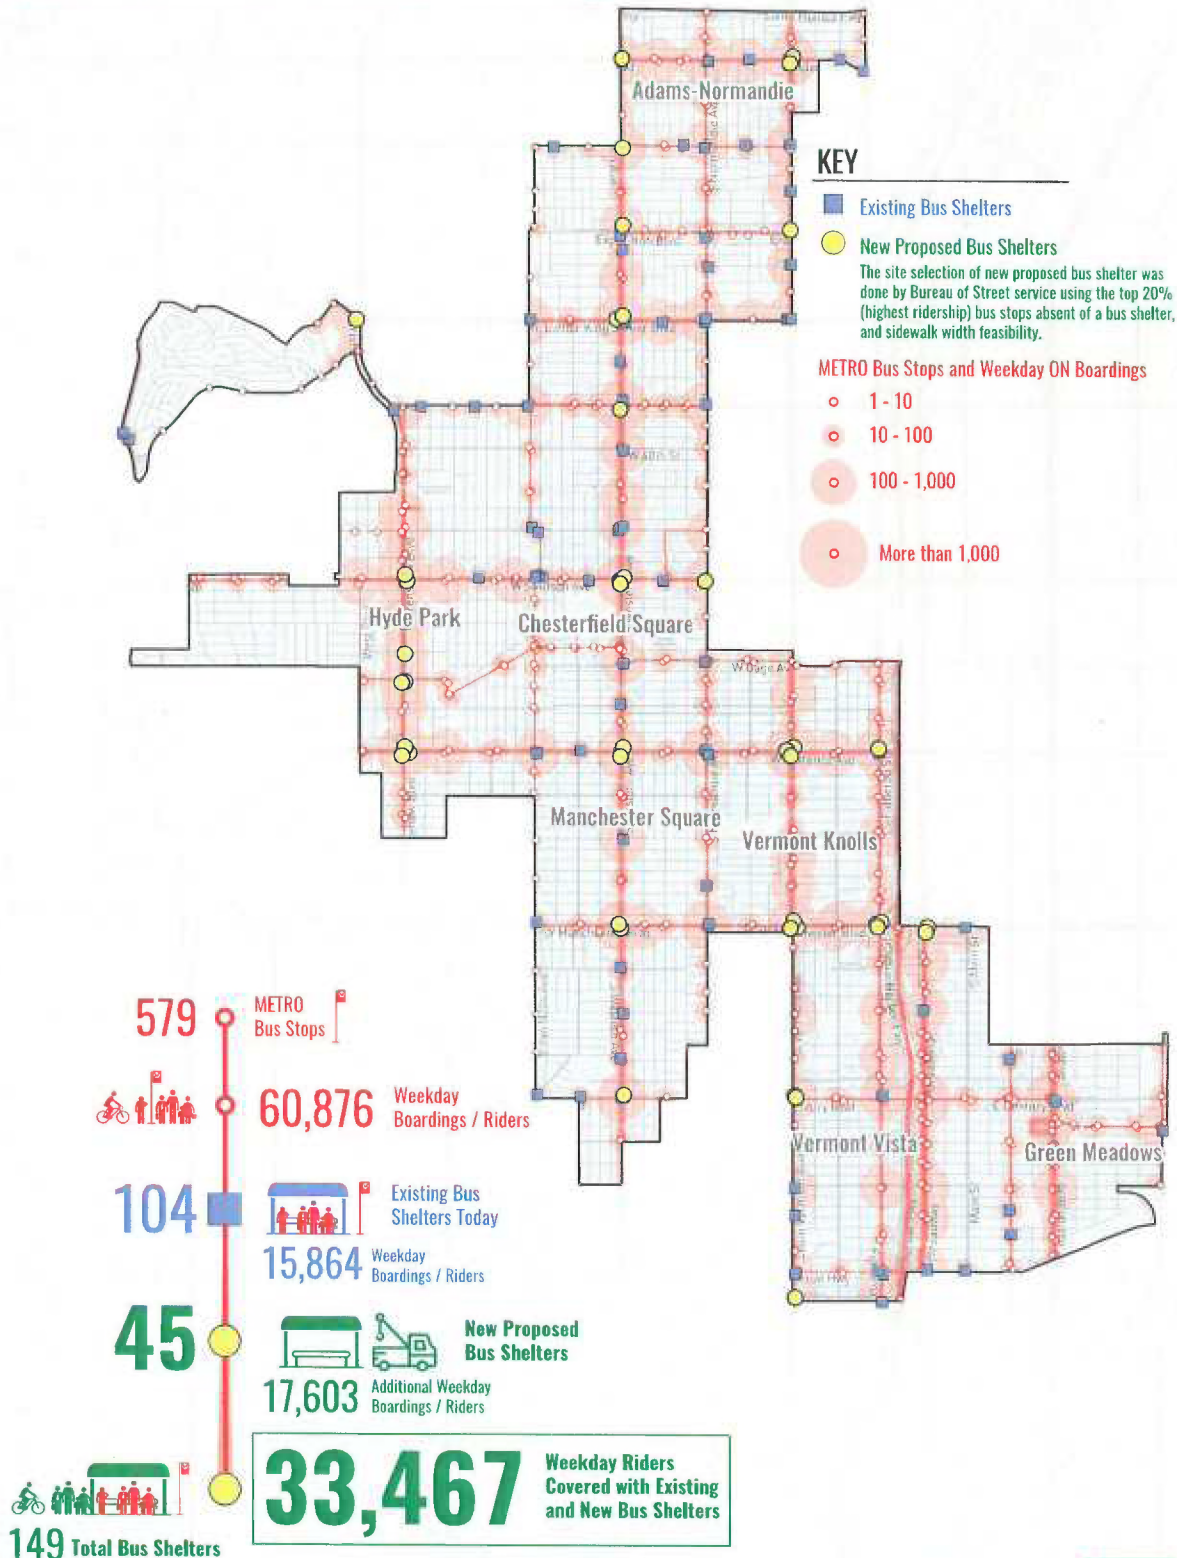 Adams-Normandie
KEY
Existing Bus Shelters
New Proposed Bus Shelters
The site selection of new proposed bus shelter was
done by Bureau of Street service using the top 20%
(highest ridership) bus stops absent of a bus shelter,
and sidewalk width feasibility.
METRO Bus Stops and Weekday ON Boardings
1 - 10
10 - 100
100 - 1,000
More than 1,000
Hyde Park
Chesterfield Square
W Gage Av
Manchester Square
Vermont Knolls
Vermont Vista
Green Meadows
579
METRO
Bus Stops
60,876
Weekday
Boardings / Riders
104
Existing Bus
Shelters Today
15,864
Weekday
Boardings / Riders
45
New Proposed
Bus Shelters
17,603
Additional Weekday
Boardings / Riders
33,467
Weekday Riders
Covered with Existing
and New Bus Shelters
149 Total Bus Shelters